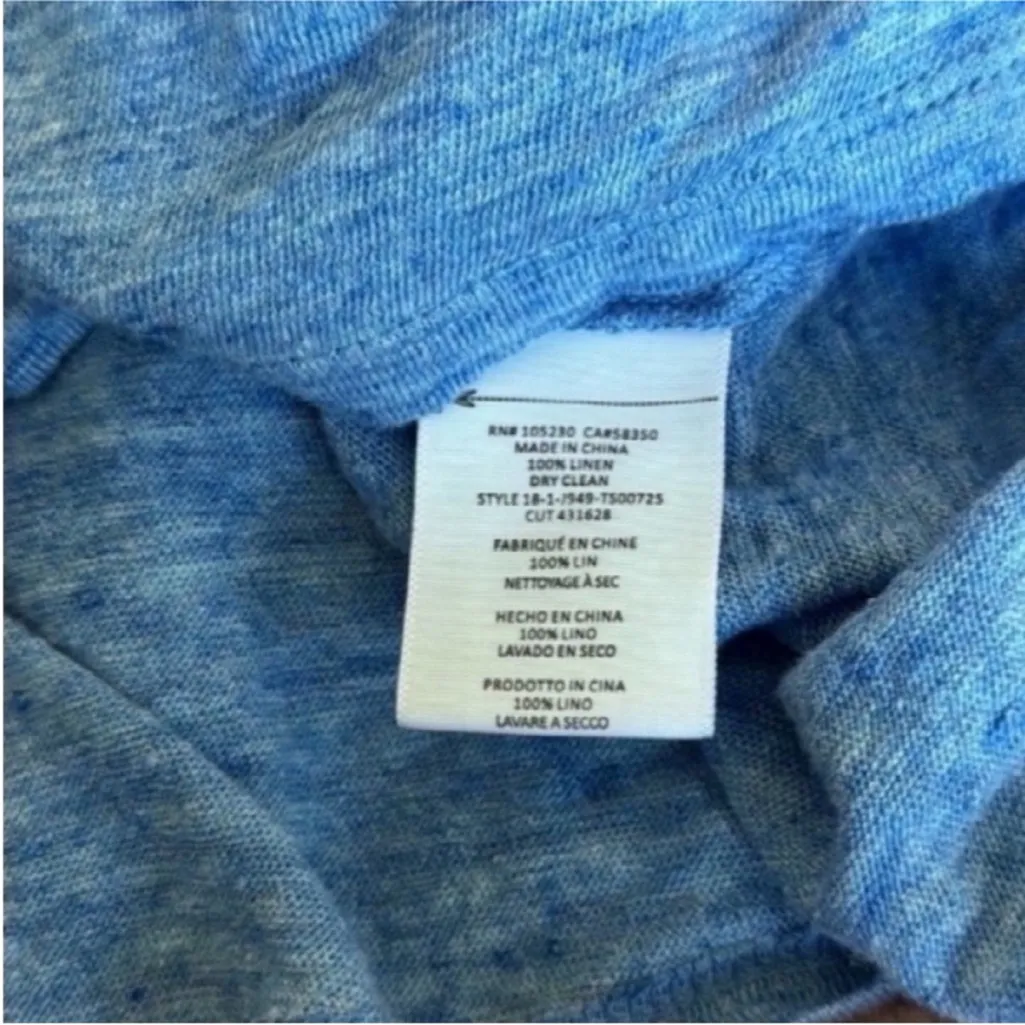 RN# 105230 CA#58350
MADE IN CHINA
100% LINEN
DRY CLEAN
STYLE 18-1-J949-TS00725
CUT 431628
FABRIQUÉ EN CHINE
100% LIN
NETTOYAGE À SEC
HECHO EN CHINA
100% LINO
LAVADO EN SECO
PRODOTTO IN CINA
100% LINO
LAVARE A SECCO